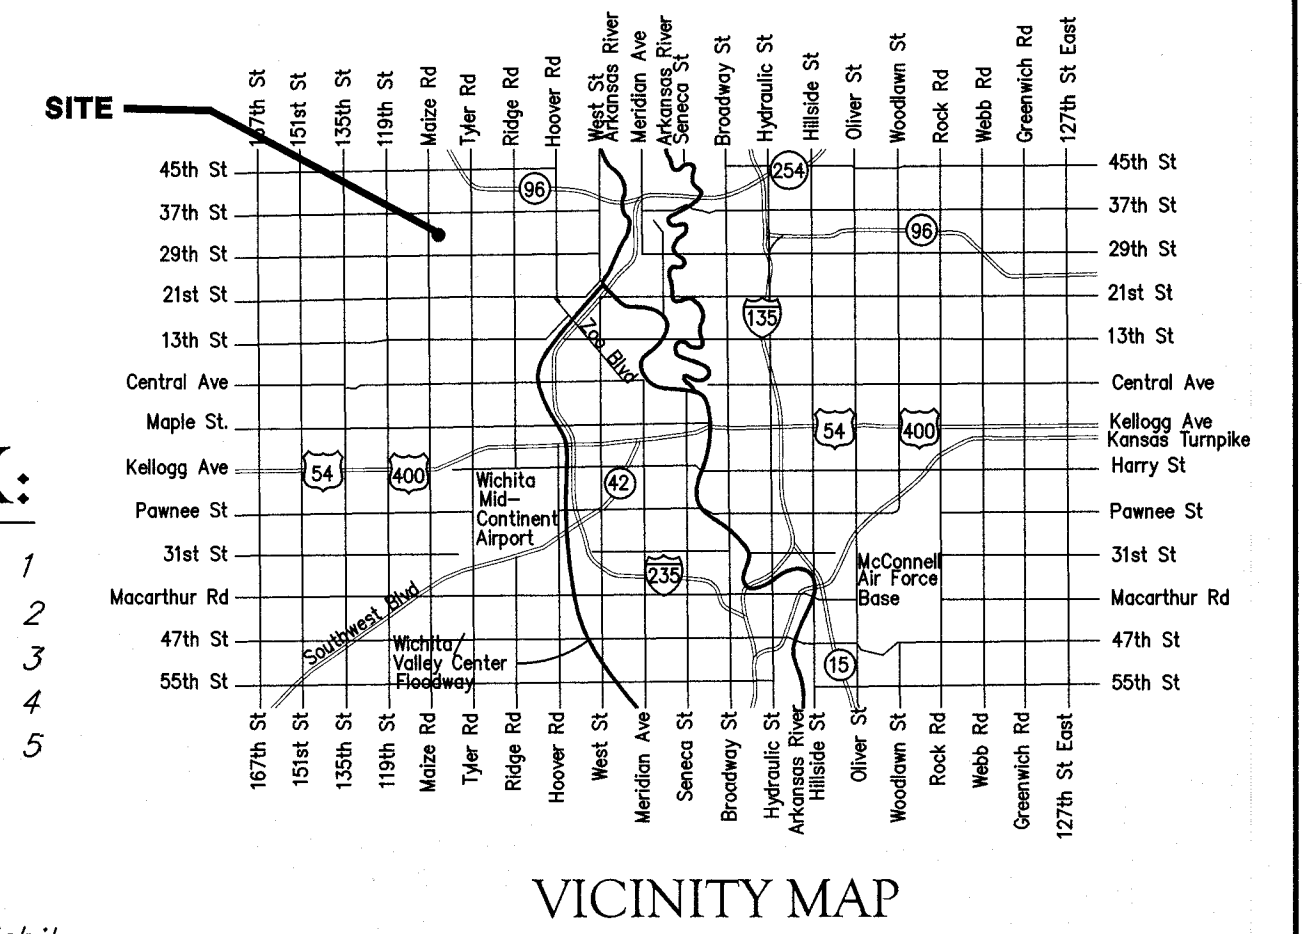 167th St
151st St
135th St
119th St
Maize Rd
Tyler Rd
Ridge Rd
Hoover Rd
West St
Arkansas River
Meridian Ave
Arkansas River
Seneca St
Broadway St
Hydraulic St
Hillside St
Oliver St
Woodlawn St
Rock Rd
Webb Rd
Greenwich Rd
127th St East
SITE
45th St
254
45th St
96
37th St
37th St
96
29th St
29th St
21st St
21st St
135
13th St
Zoo Blvd
13th St
Central Ave
Central Ave
Maple St.
54
400
Kellogg Ave
Kansas Turnpike
Kellogg Ave
54
400
Harry St
Wichita
Mid-
Continent
Airport
42
Pawnee St
Pawnee St
31st St
31st St
235
McConnell
Air Force
Base
Macarthur Rd
Macarthur Rd
Southwest Blvd
47th St
47th St
Wichita/
Valley Center
Floodway
15
55th St
55th St
167th St
151st St
135th St
119th St
Maize Rd
Tyler Rd
Ridge Rd
Hoover Rd
West St
Meridian Ave
Seneca St
Broadway St
Hydraulic St
Arkansas River
Hillside St
Oliver St
Woodlawn St
Rock Rd
Webb Rd
Greenwich Rd
127th St East
1
2
3
4
5
VICINITY MAP